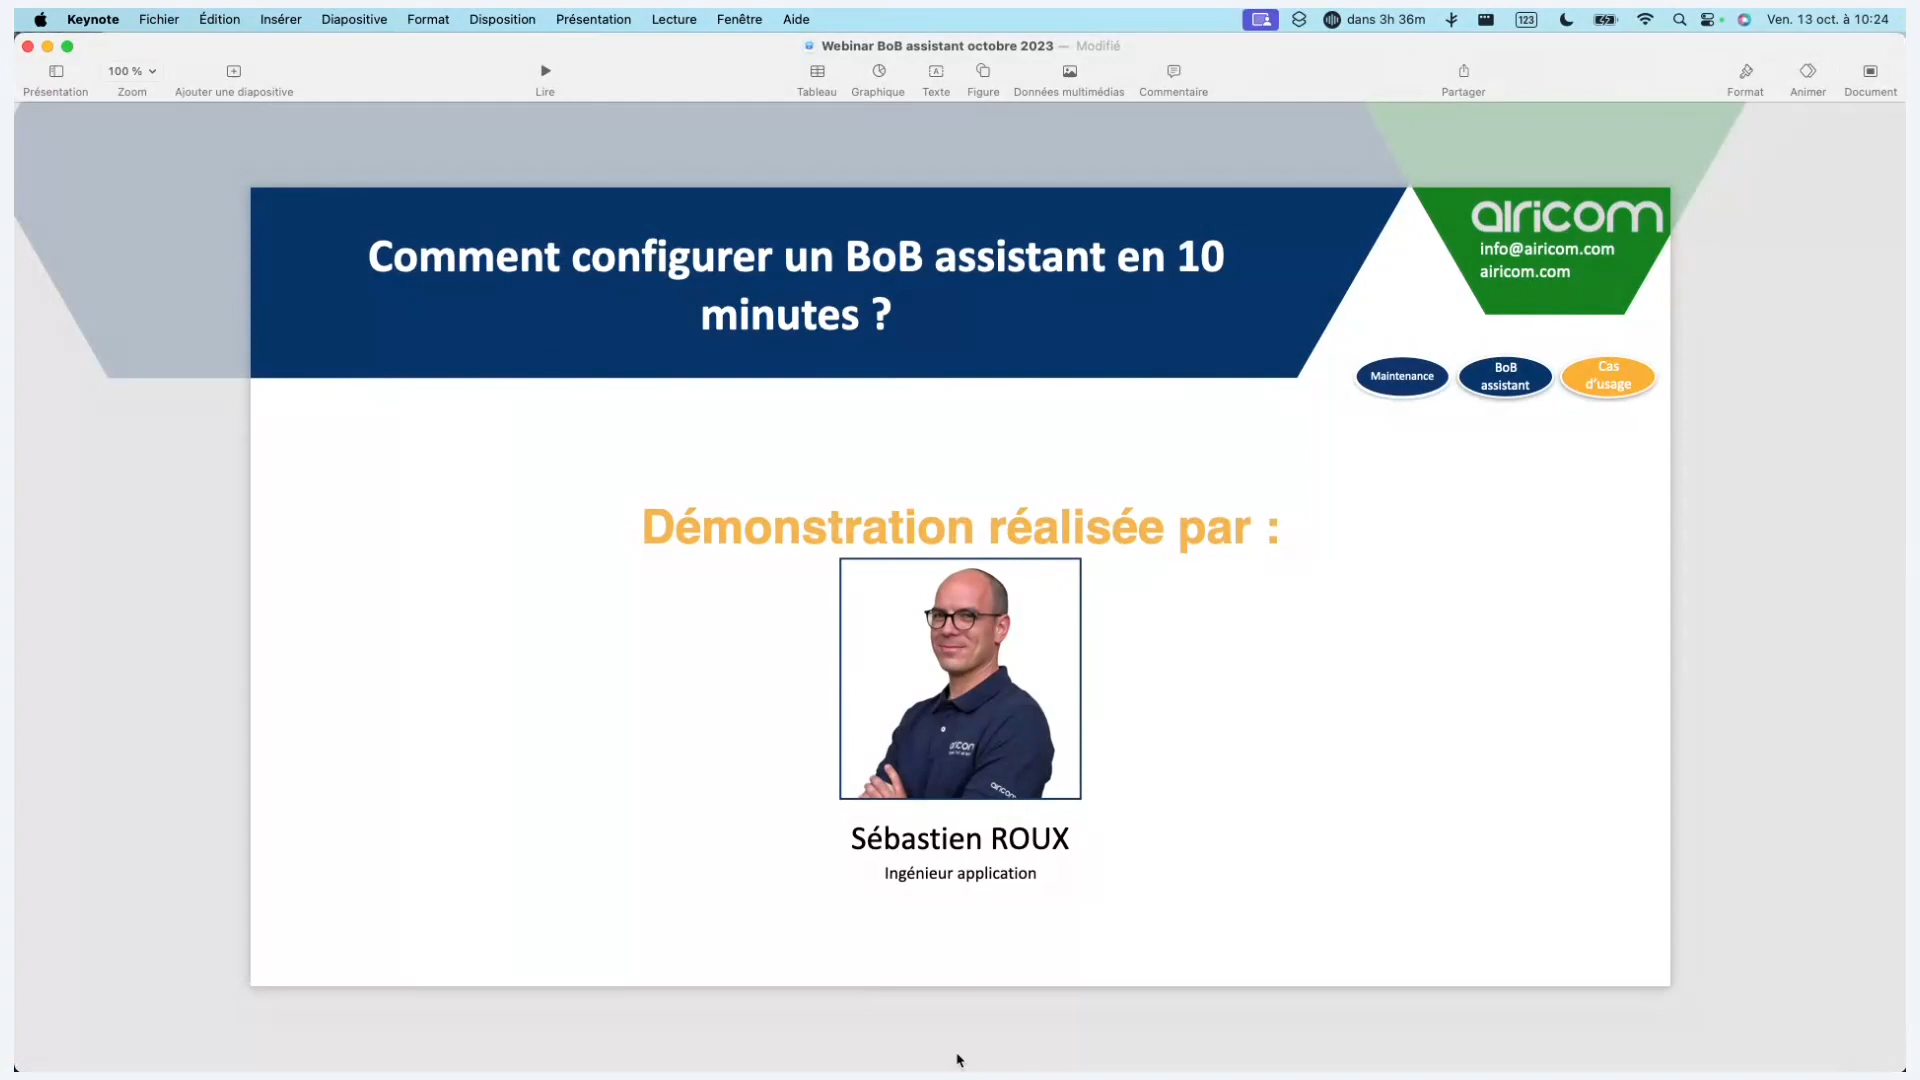 Keynote Fichier Édition Insérer Diapositive Format Disposition Présentation Lecture Fenêtre Aide dans 3h 36m 123 Ven. 13 oct. à 10:24
Webinar BoB assistant octobre 2023 — Modifié
100 %
Présentation Zoom Ajouter une diapositive Lire Tableau Graphique Texte Figure Données multimédias Commentaire Partager Format Animer Document
airicom
info@airicom.com
airicom.com
Comment configurer un BoB assistant en 10
minutes ?
Maintenance
BoB
assistant
Cas
d'usage
Démonstration réalisée par :
airicom
Sébastien ROUX
Ingénieur application